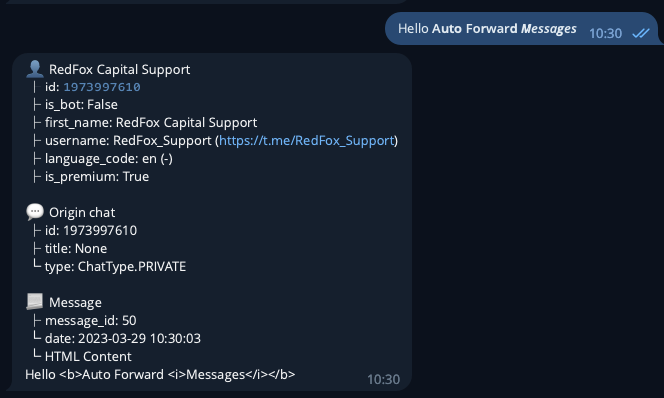 Hello Auto Forward Messages 10:30
RedFox Capital Support
├ id: 1973997610
├ is_bot: False
├ first_name: RedFox Capital Support
├ username: RedFox_Support (https://t.me/RedFox_Support)
├ language_code: en (-)
├ is_premium: True
Origin chat
├ id: 1973997610
├ title: None
└ type: ChatType.PRIVATE
Message
├ message_id: 50
└ date: 2023-03-29 10:30:03
└ HTML Content
Hello <b>Auto Forward <i>Messages</i></b>
10:30